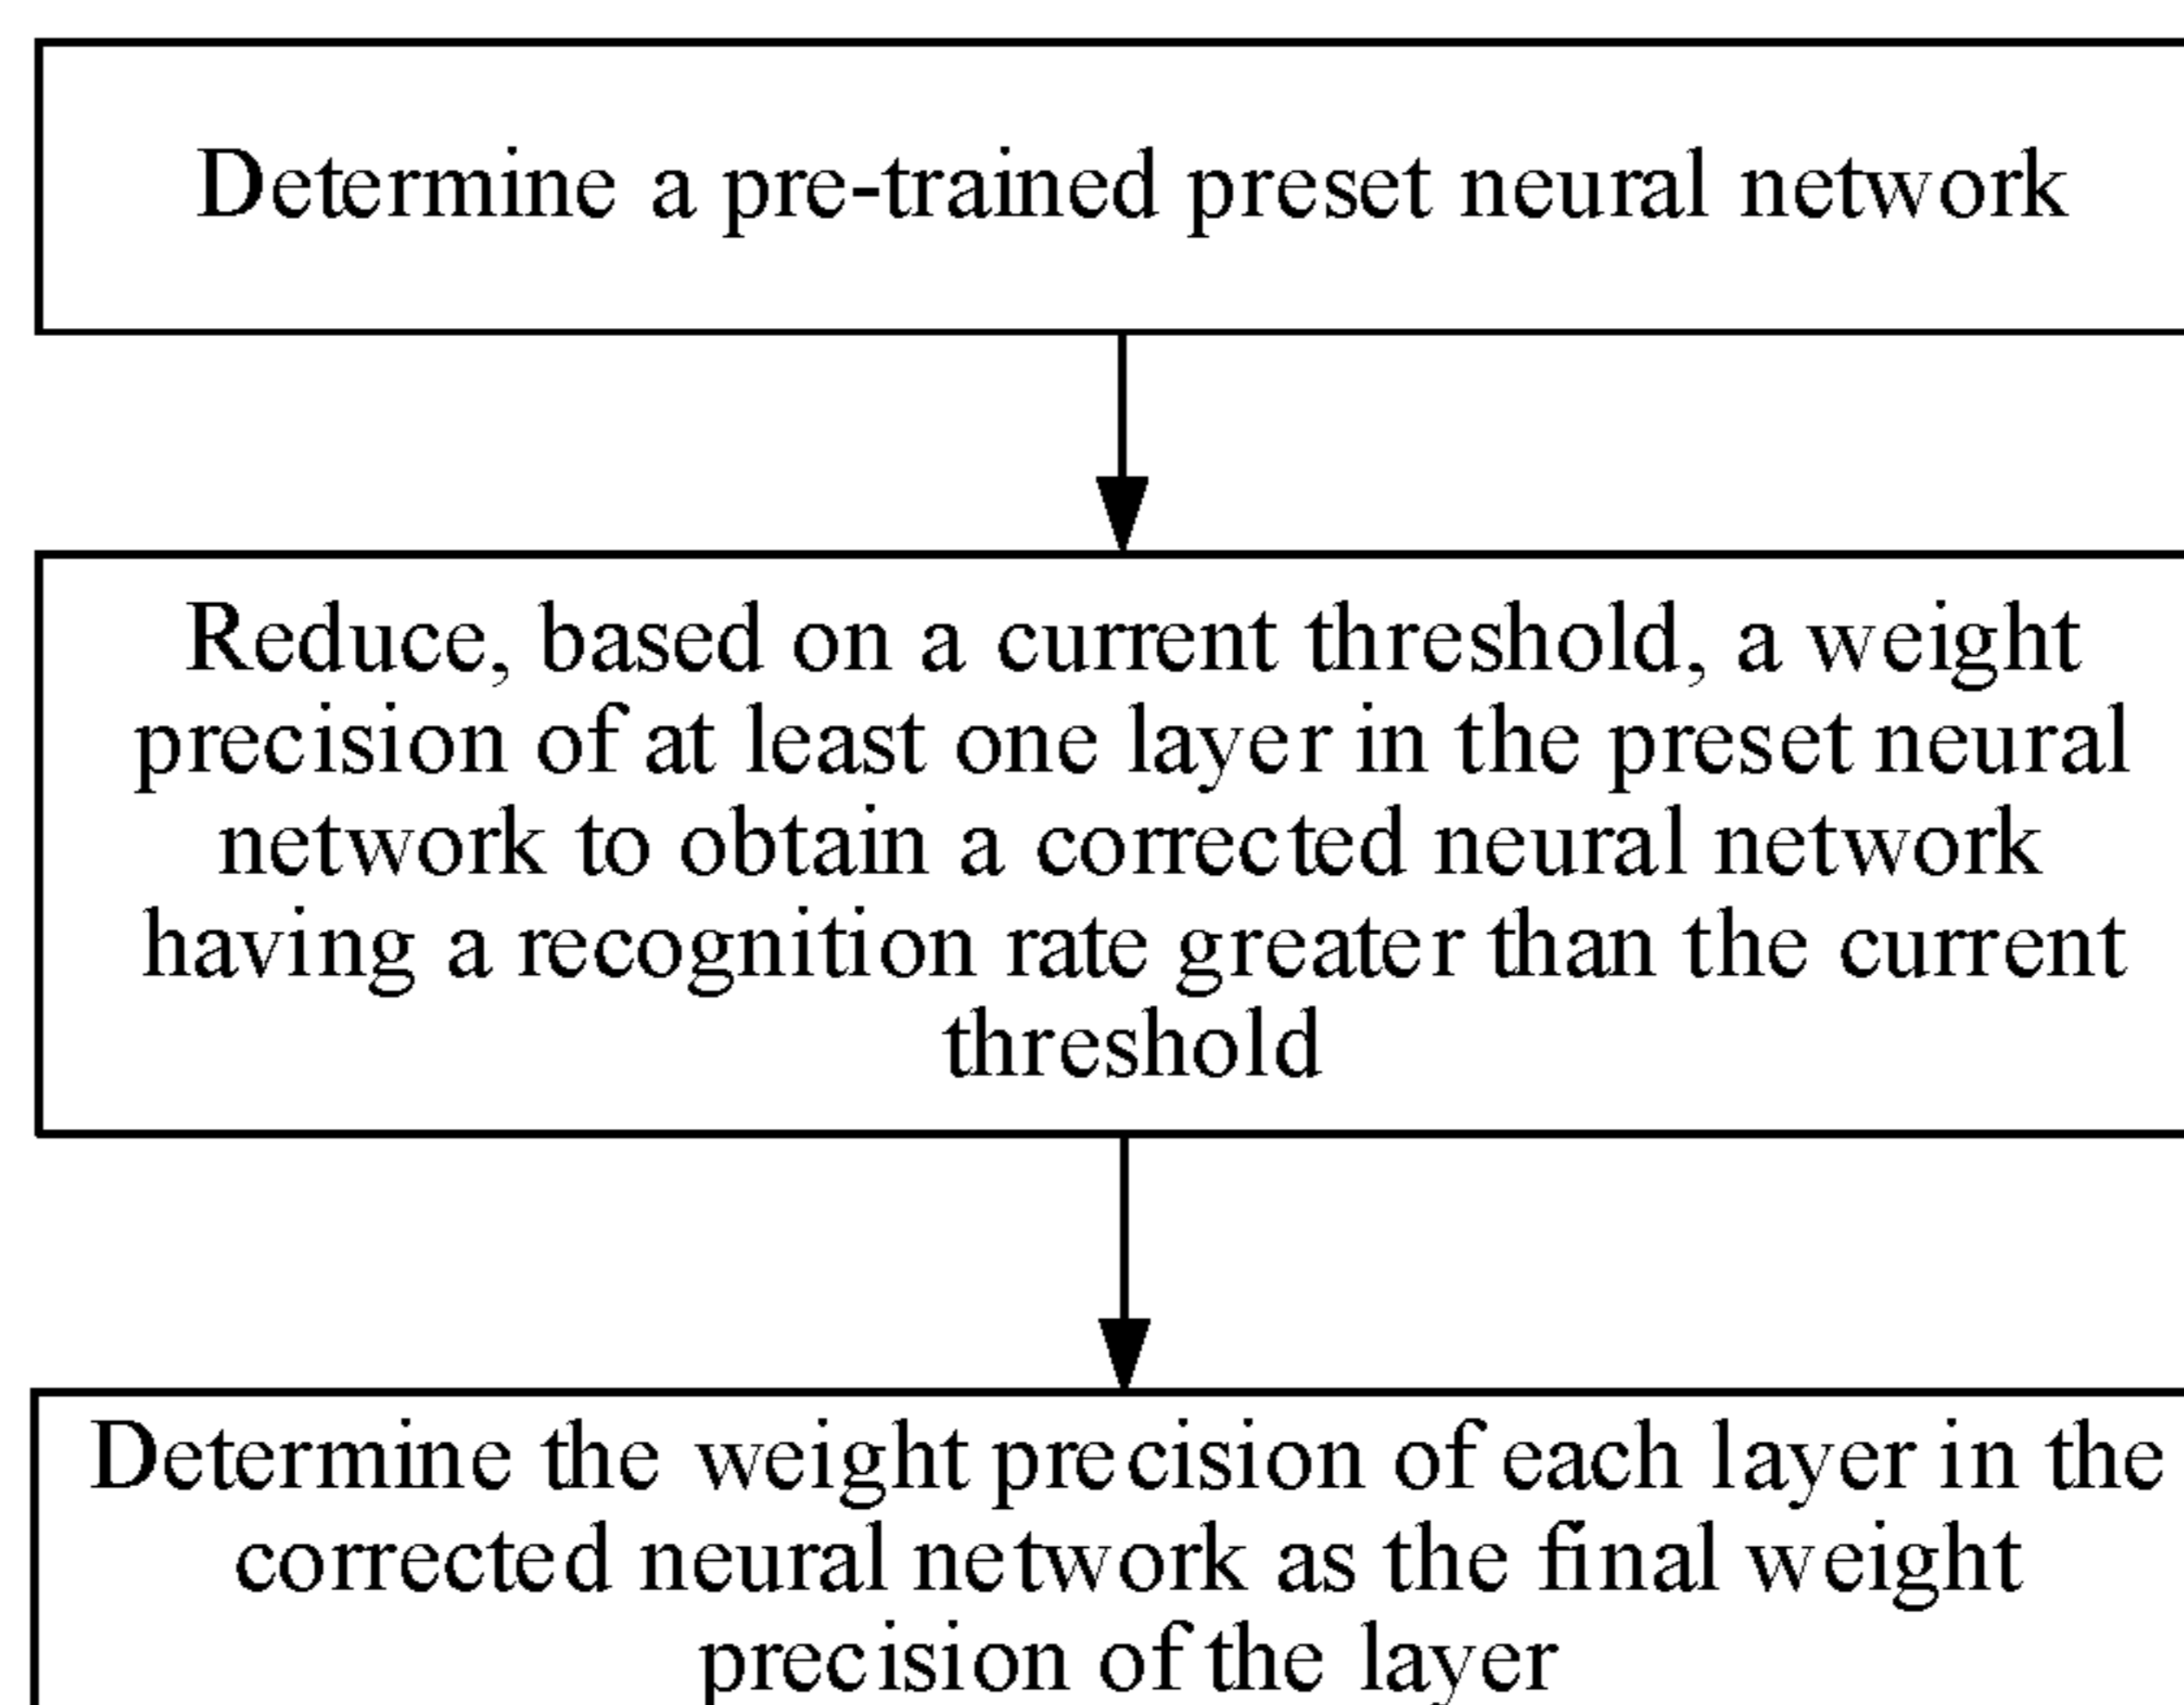 Determine a pre-trained preset neural network
Reduce, based on a current threshold, a weight
precision of at least one layer in the preset neural
network to obtain a corrected neural network
having a recognition rate greater than the current
threshold
Determine the weight precision of each layer in the
corrected neural network as the final weight
precision of the layer